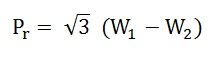 Pᵣ = √3 (W₁ − W₂)